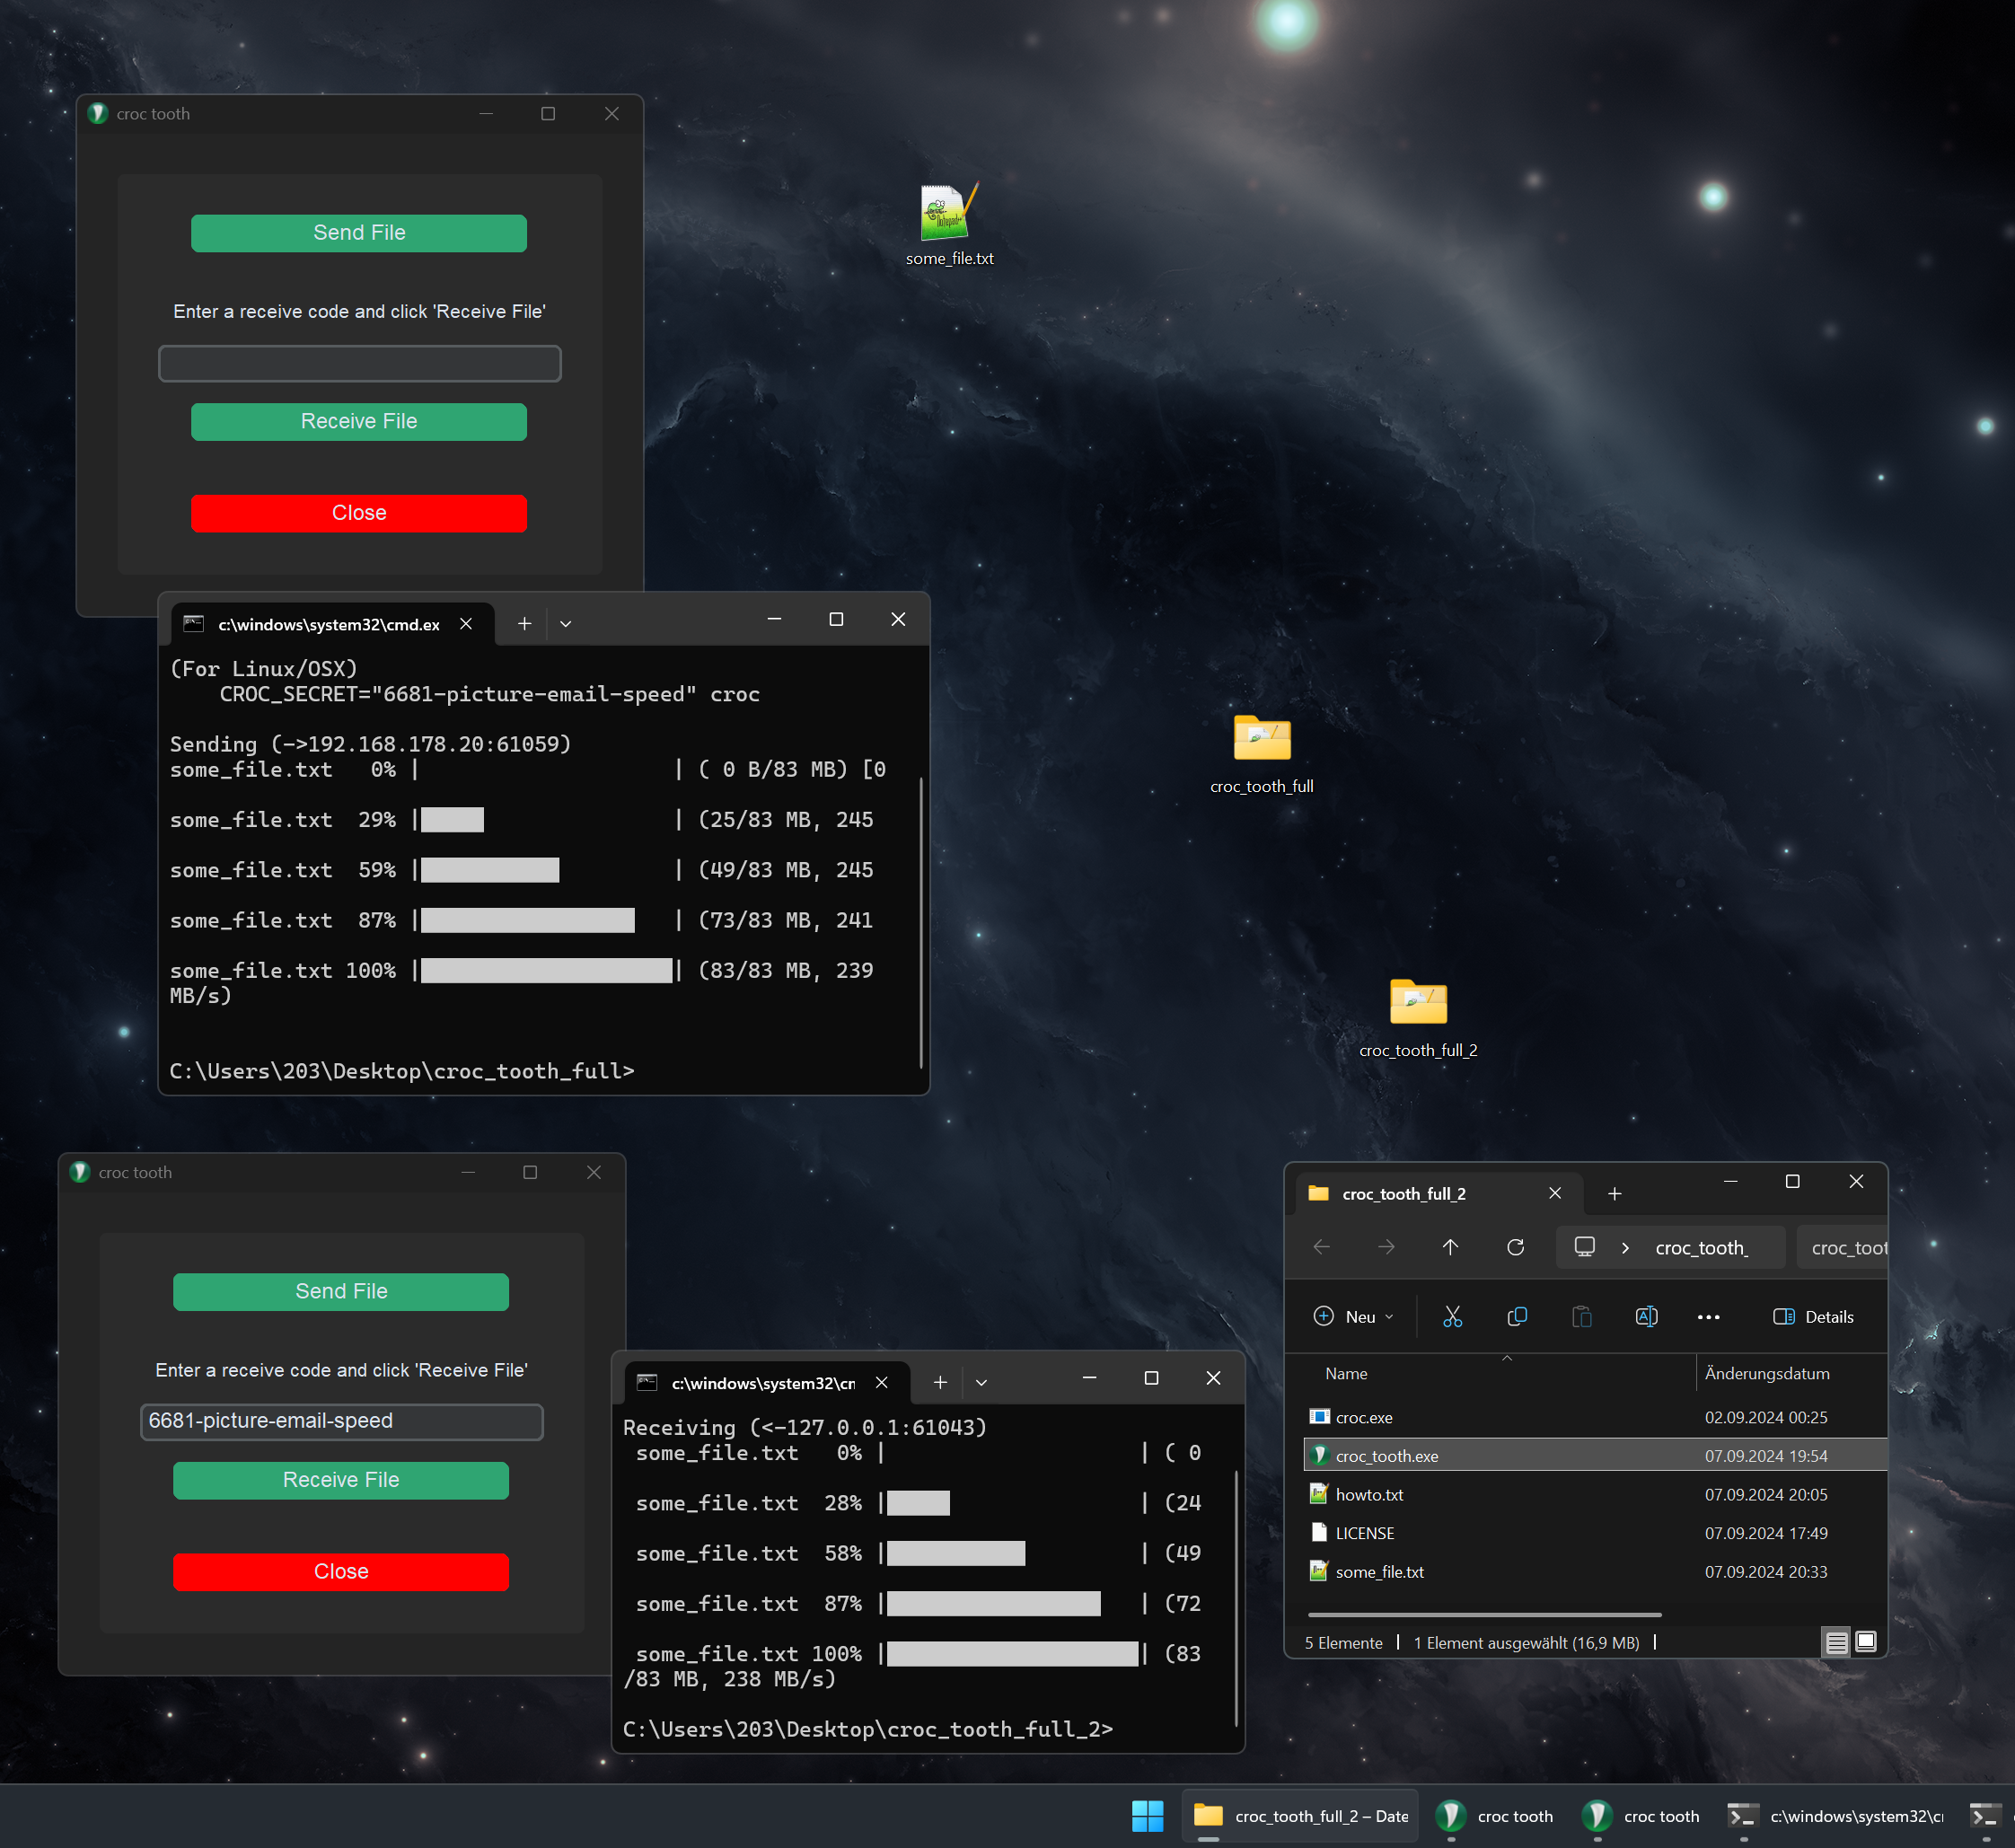 croc tooth
Send File
Enter a receive code and click 'Receive File'
Receive File
Close
some_file.txt
c:\windows\system32\cmd.ex
(For Linux/OSX)
CROC_SECRET="6681-picture-email-speed" croc
Sending (->192.168.178.20:61059)
some_file.txt 0% | | ( 0 B/83 MB) [0
some_file.txt 29% | | (25/83 MB, 245
some_file.txt 59% | | (49/83 MB, 245
some_file.txt 87% | | (73/83 MB, 241
some_file.txt 100% | | (83/83 MB, 239
MB/s)
C:\Users\203\Desktop\croc_tooth_full>
croc_tooth_full
croc_tooth_full_2
croc tooth
Send File
Enter a receive code and click 'Receive File'
6681-picture-email-speed
Receive File
Close
c:\windows\system32\cn
Receiving (<-127.0.0.1:61043)
some_file.txt 0% | | ( 0
some_file.txt 28% | | (24
some_file.txt 58% | | (49
some_file.txt 87% | | (72
some_file.txt 100% | | (83
/83 MB, 238 MB/s)
C:\Users\203\Desktop\croc_tooth_full_2>
croc_tooth_full_2
croc_tooth_ croc_toot
Neu Details
Name Änderungsdatum
croc.exe 02.09.2024 00:25
croc_tooth.exe 07.09.2024 19:54
howto.txt 07.09.2024 20:05
LICENSE 07.09.2024 17:49
some_file.txt 07.09.2024 20:33
5 Elemente | 1 Element ausgewählt (16,9 MB) |
croc_tooth_full_2 – Date croc tooth croc tooth c:\windows\system32\c